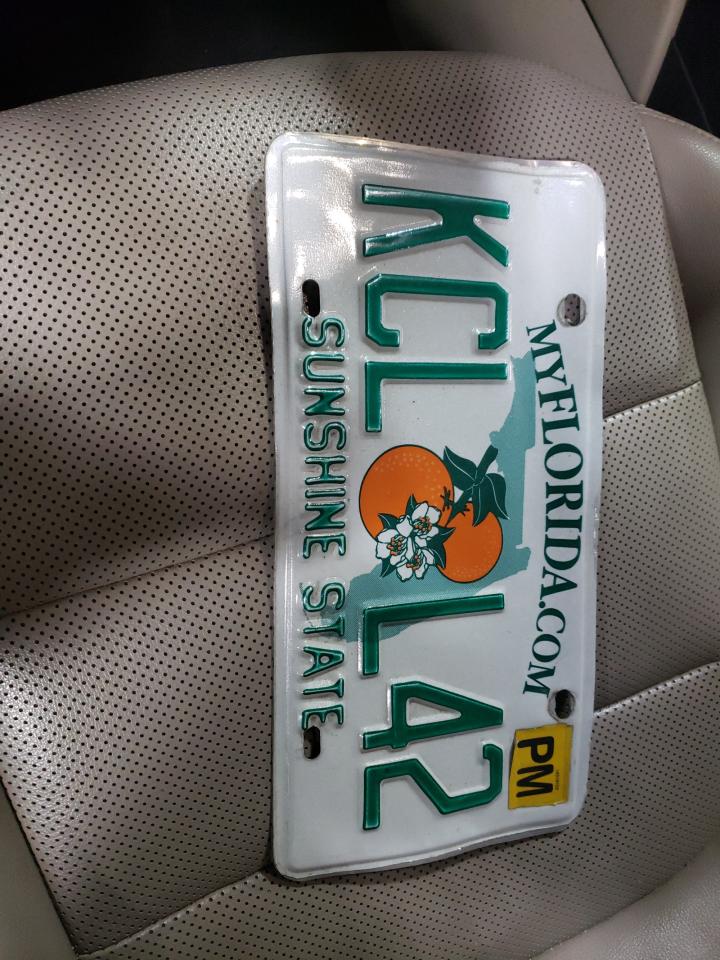 MYFLORIDA.COM
PM
KCL L42
SUNSHINE STATE